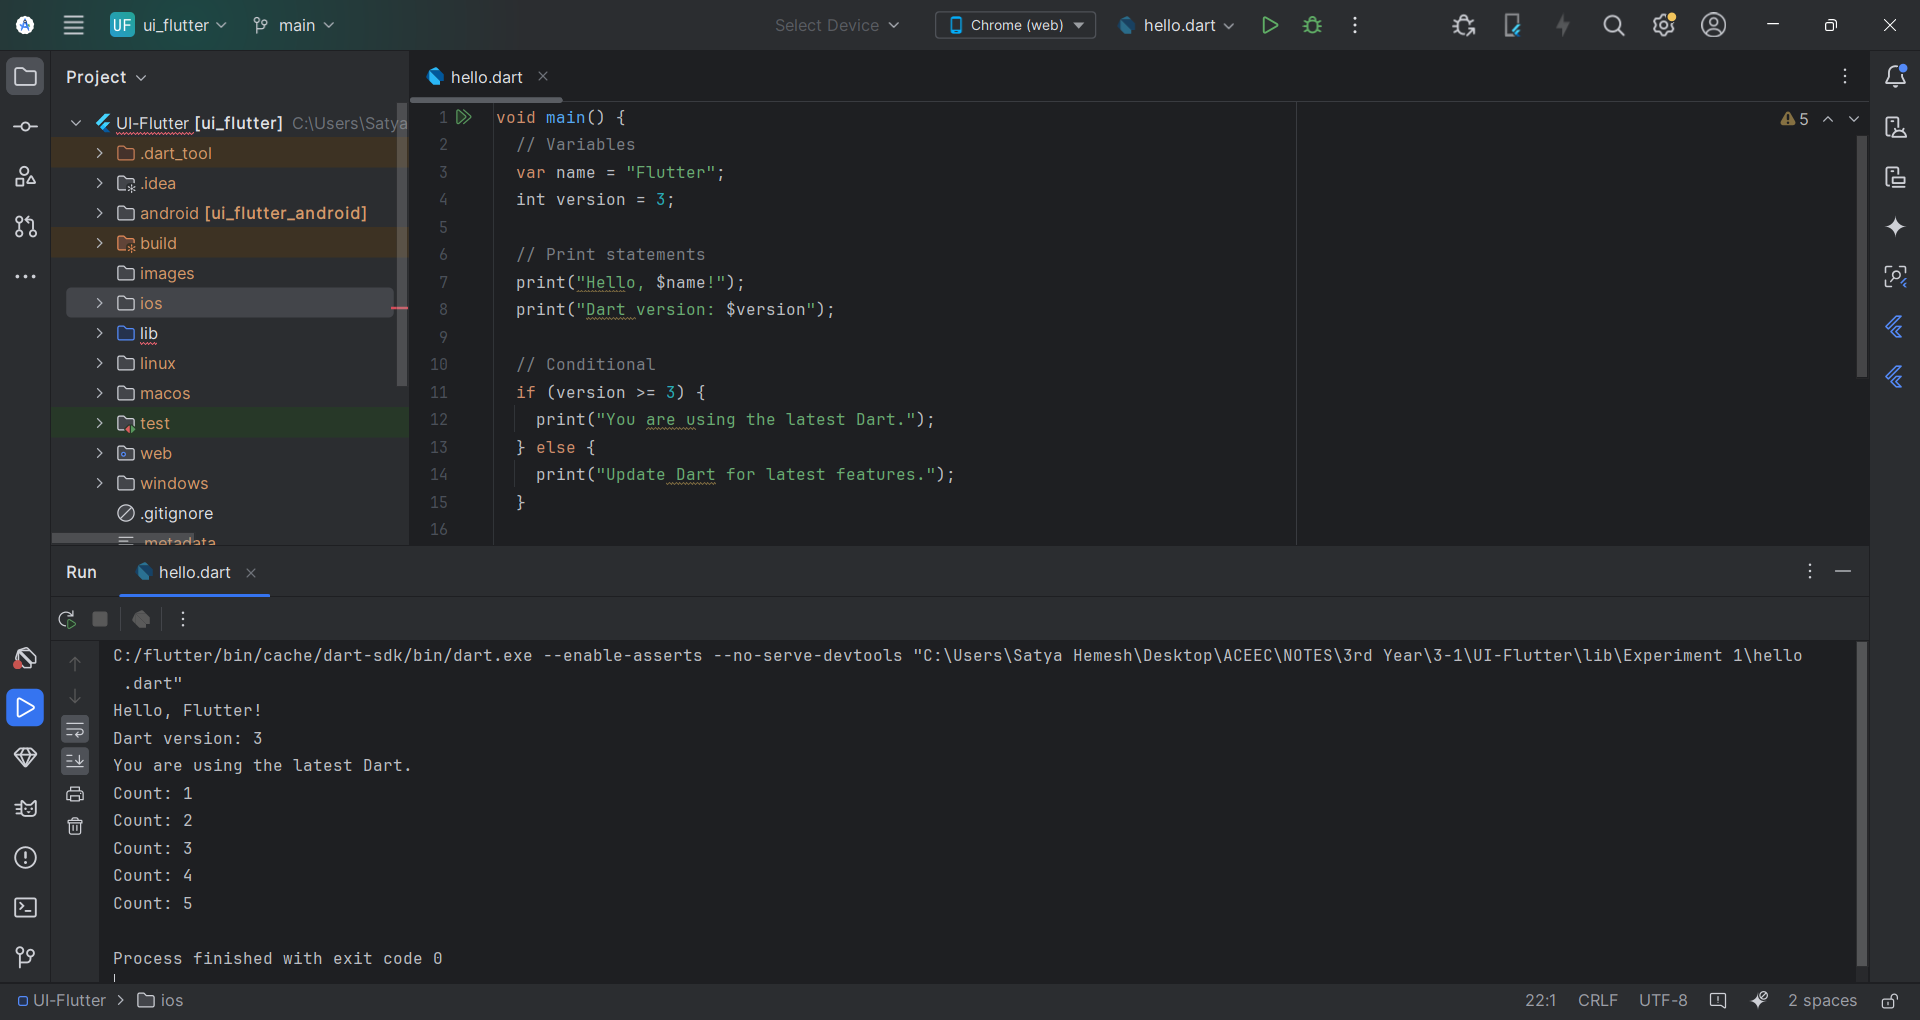 UF ui_flutter main Select Device Chrome (web) hello.dart
Project
hello.dart
UI-Flutter [ui_flutter] C:\Users\Satya
.dart_tool
.idea
android [ui_flutter_android]
build
images
ios
lib
linux
macos
test
web
windows
.gitignore
.metadata
5
1 void main() {
2 // Variables
3 var name = "Flutter";
4 int version = 3;
5
6 // Print statements
7 print("Hello, $name!");
8 print("Dart version: $version");
9
10 // Conditional
11 if (version >= 3) {
12 print("You are using the latest Dart.");
13 } else {
14 print("Update Dart for latest features.");
15 }
16
Run hello.dart
C:/flutter/bin/cache/dart-sdk/bin/dart.exe --enable-asserts --no-serve-devtools "C:\Users\Satya Hemesh\Desktop\ACEEC\NOTES\3rd Year\3-1\UI-Flutter\lib\Experiment 1\hello
.dart"
Hello, Flutter!
Dart version: 3
You are using the latest Dart.
Count: 1
Count: 2
Count: 3
Count: 4
Count: 5
Process finished with exit code 0
UI-Flutter ios 22:1 CRLF UTF-8 2 spaces